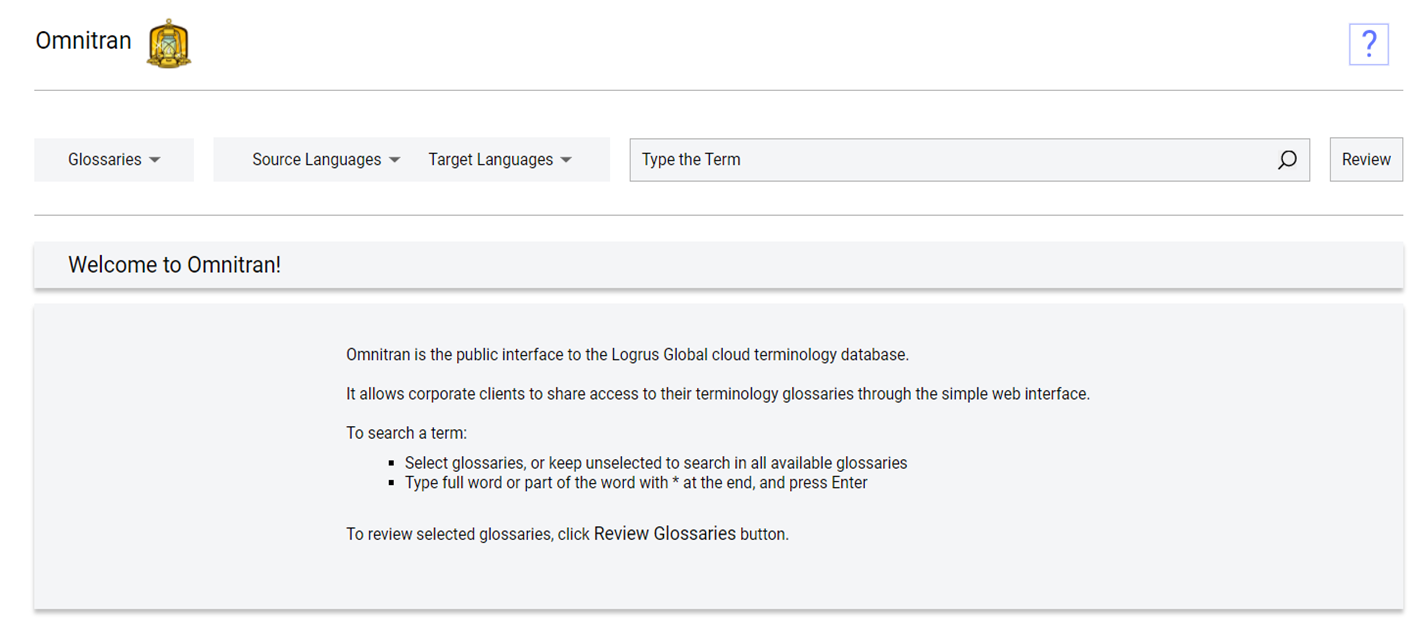 Omnitran
?
Glossaries
Source Languages
Target Languages
Type the Term
Review
Welcome to Omnitran!
Omnitran is the public interface to the Logrus Global cloud terminology database.
It allows corporate clients to share access to their terminology glossaries through the simple web interface.
To search a term:
Select glossaries, or keep unselected to search in all available glossaries
Type full word or part of the word with * at the end, and press Enter
To review selected glossaries, click Review Glossaries button.